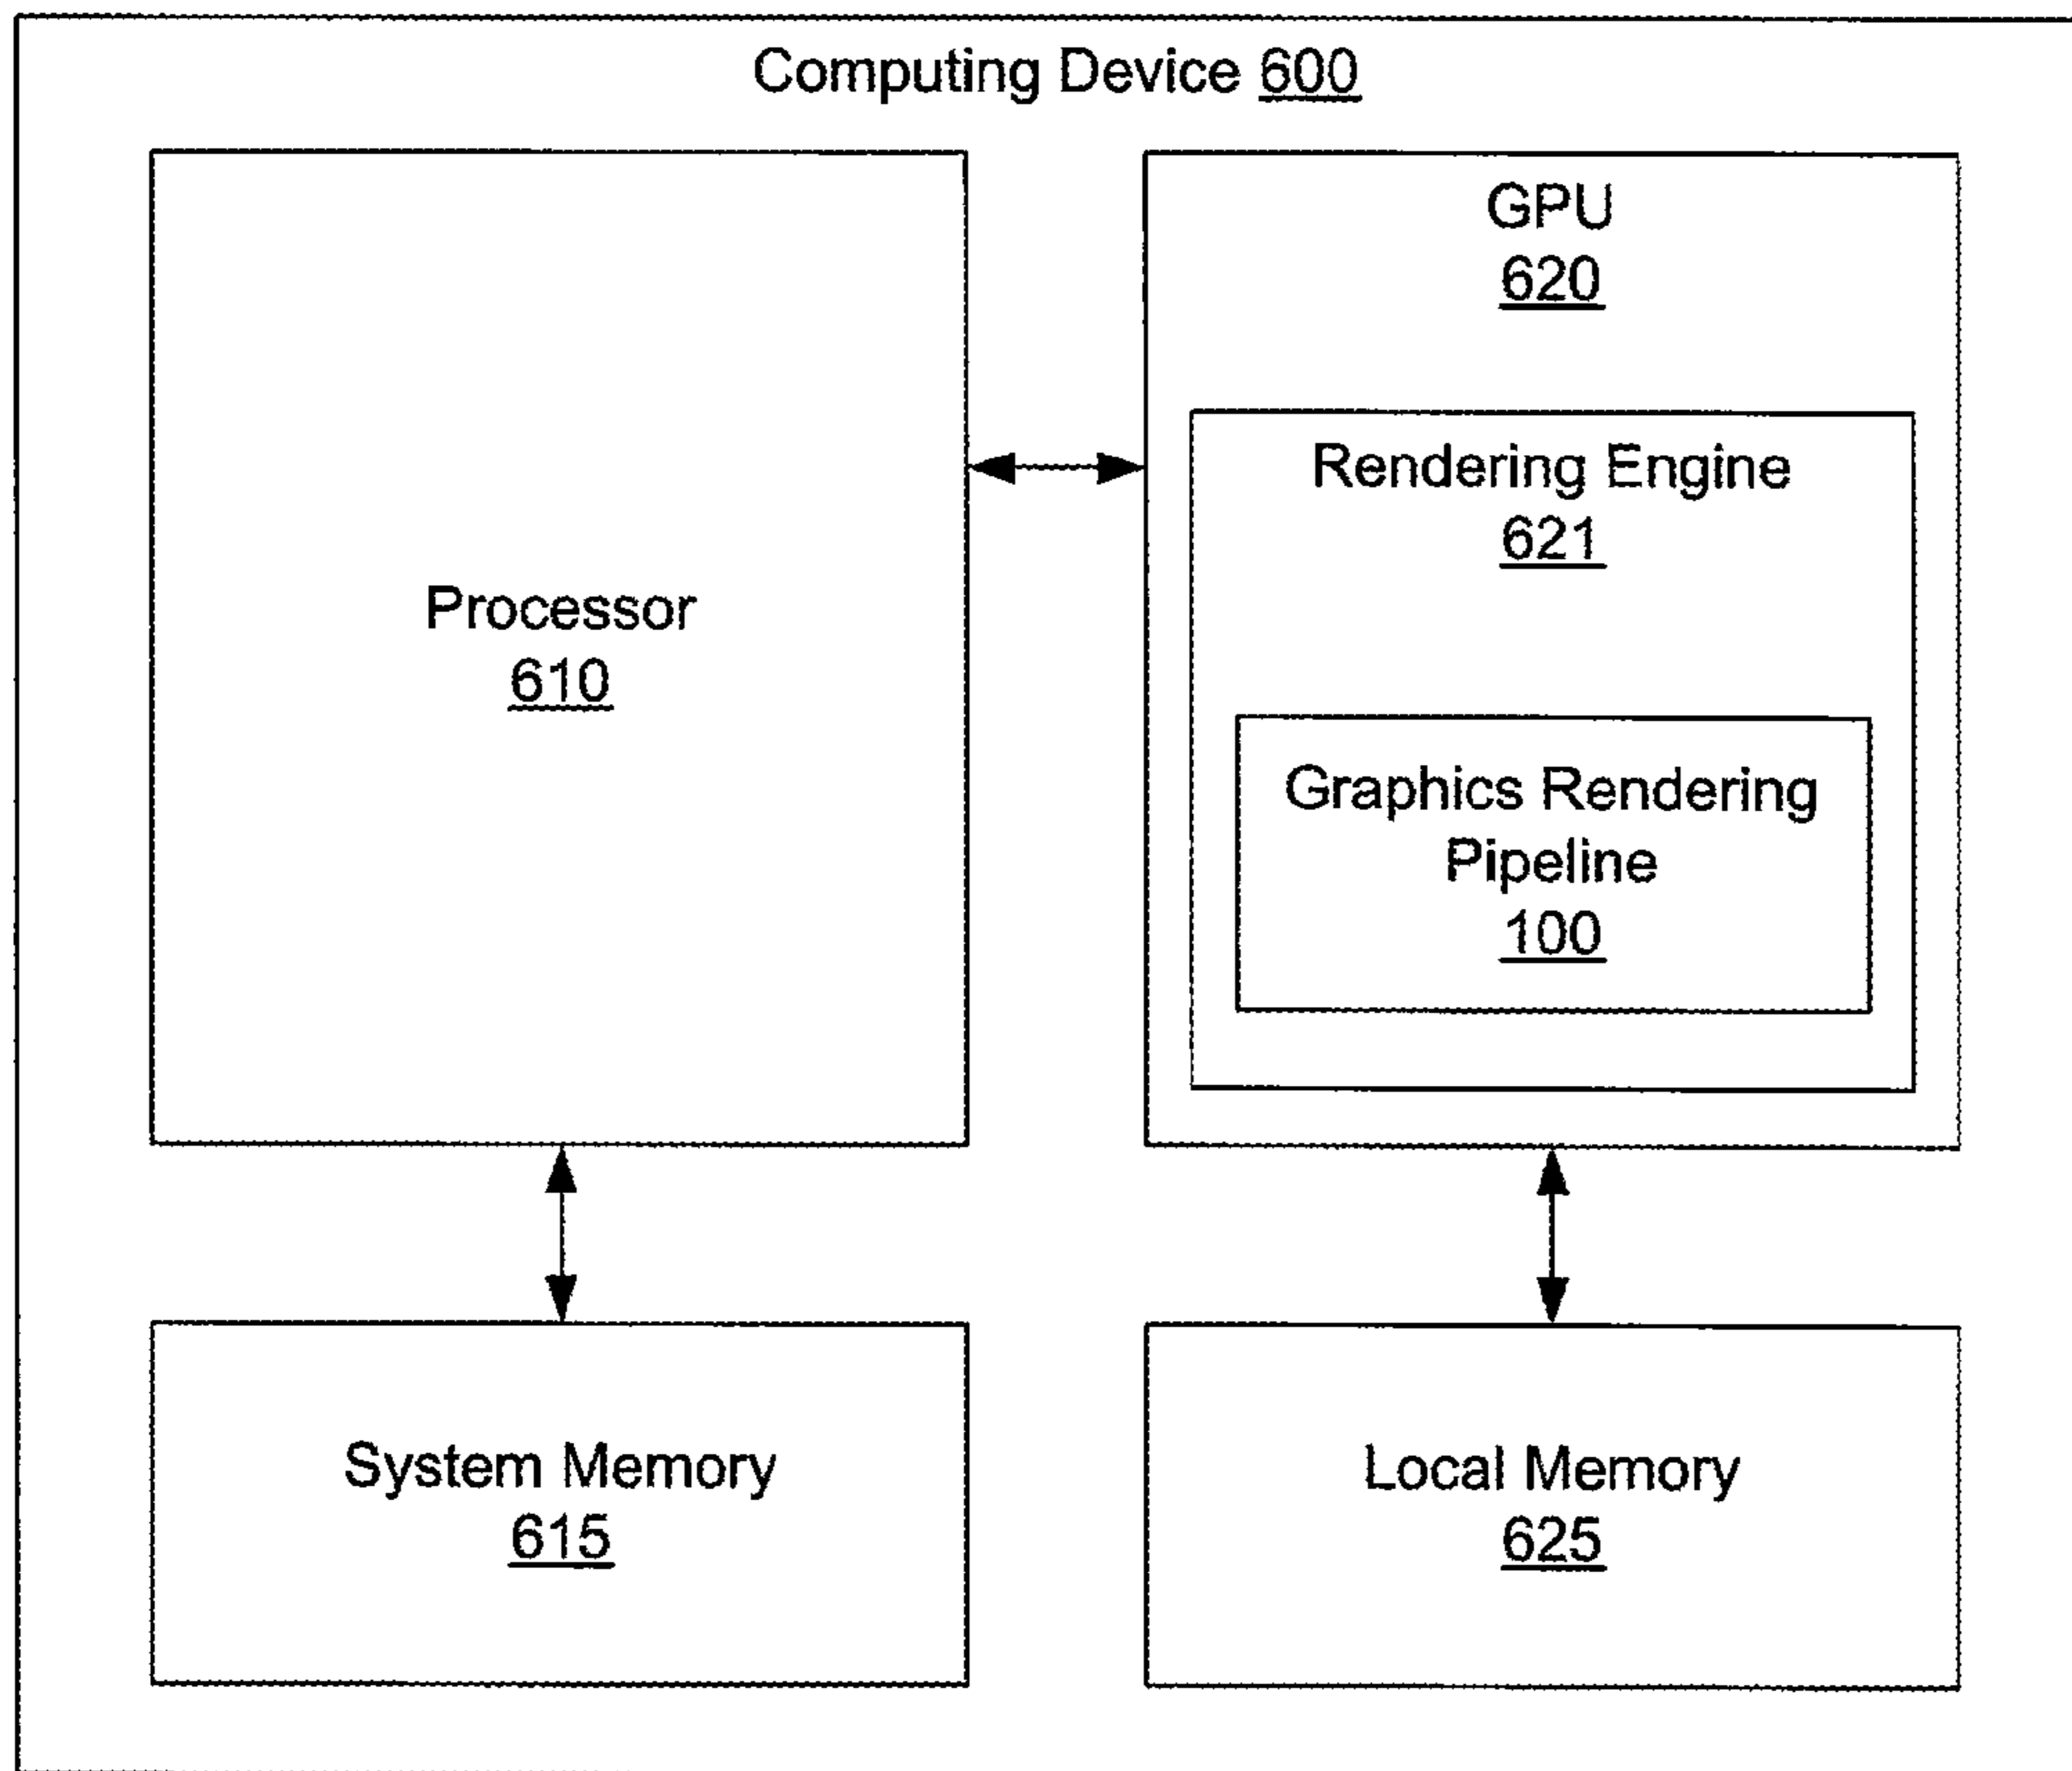 Computing Device 600
Processor
610
GPU
620
Rendering Engine
621
Graphics Rendering
Pipeline
100
System Memory
615
Local Memory
625